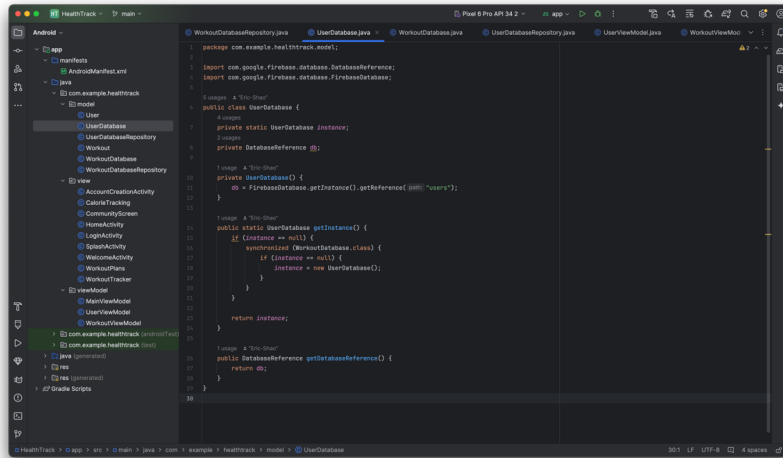 HealthTrack
main
Pixel 6 Pro API 34 2
app
Android
WorkoutDatabaseRepository.java
UserDatabase.java
WorkoutDatabase.java
UserDatabaseRepository.java
UserViewModel.java
WorkoutViewMod
app
manifests
AndroidManifest.xml
java
com.example.healthtrack
model
User
UserDatabase
UserDatabaseRepository
Workout
WorkoutDatabase
WorkoutDatabaseRepository
view
AccountCreationActivity
CalorieTracking
CommunityScreen
HomeActivity
LoginActivity
SplashActivity
WelcomeActivity
WorkoutPlans
WorkoutTracker
viewModel
MainViewModel
UserViewModel
WorkoutViewModel
com.example.healthtrack (androidTest)
com.example.healthtrack (test)
java (generated)
res
res (generated)
Gradle Scripts
2
1 package com.example.healthtrack.model;
2
3 import com.google.firebase.database.DatabaseReference;
4 import com.google.firebase.database.FirebaseDatabase;
5
5 usages "Eric-Shao"
6 public class UserDatabase {
4 usages
7 private static UserDatabase instance;
2 usages
8 private DatabaseReference db;
9
1 usage "Eric-Shao"
10 private UserDatabase() {
11 db = FirebaseDatabase.getInstance().getReference( path: "users");
12 }
13
1 usage "Eric-Shao"
14 public static UserDatabase getInstance() {
15 if (instance == null) {
16 synchronized (WorkoutDatabase.class) {
17 if (instance == null) {
18 instance = new UserDatabase();
19 }
20 }
21 }
22
23 return instance;
24 }
25
1 usage "Eric-Shao"
26 public DatabaseReference getDatabaseReference() {
27 return db;
28 }
29 }
30
HealthTrack > app > src > main > java > com > example > healthtrack > model > UserDatabase
30:1 LF UTF-8 4 spaces